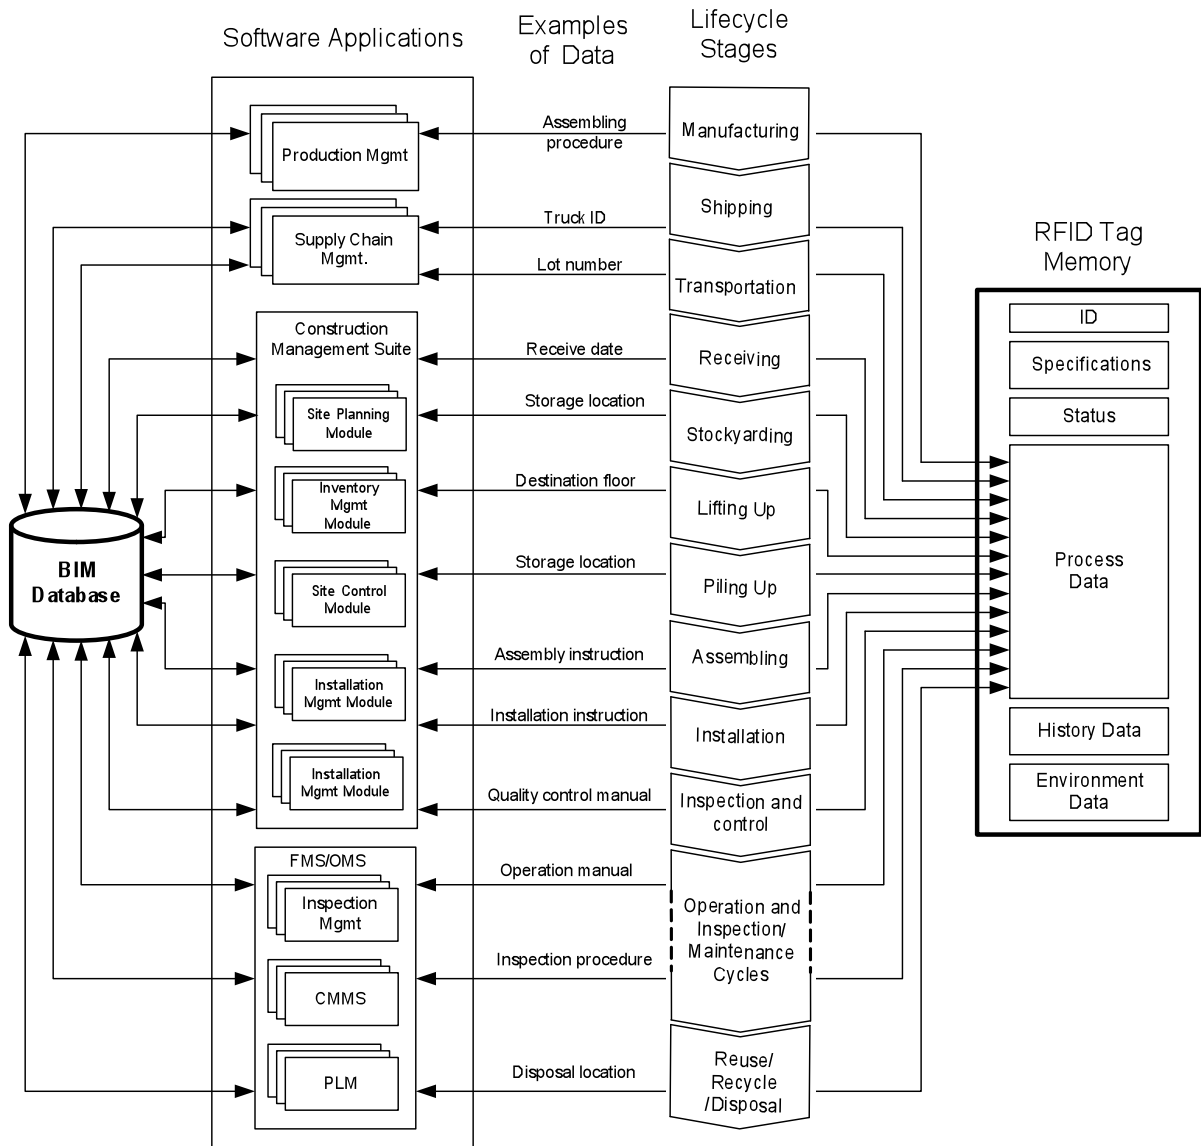 Software Applications
Examples
of Data
Lifecycle
Stages
Production Mgmt
Assembling
procedure
Manufacturing
Supply Chain
Mgmt.
Truck ID
Shipping
Lot number
Transportation
RFID Tag
Memory
ID
Specifications
Status
Process
Data
History Data
Environment
Data
Construction
Management Suite
Receive date
Receiving
Site Planning
Module
Storage location
Stockyarding
Inventory
Mgmt
Module
Destination floor
Lifting Up
BIM
Database
Site Control
Module
Storage location
Piling Up
Installation
Mgmt Module
Assembly instruction
Assembling
Installation instruction
Installation
Installation
Mgmt Module
Quality control manual
Inspection and
control
FMS/OMS
Inspection
Mgmt
Operation manual
Operation and
Inspection/
Maintenance
Cycles
CMMS
Inspection procedure
PLM
Disposal location
Reuse/
Recycle
/Disposal